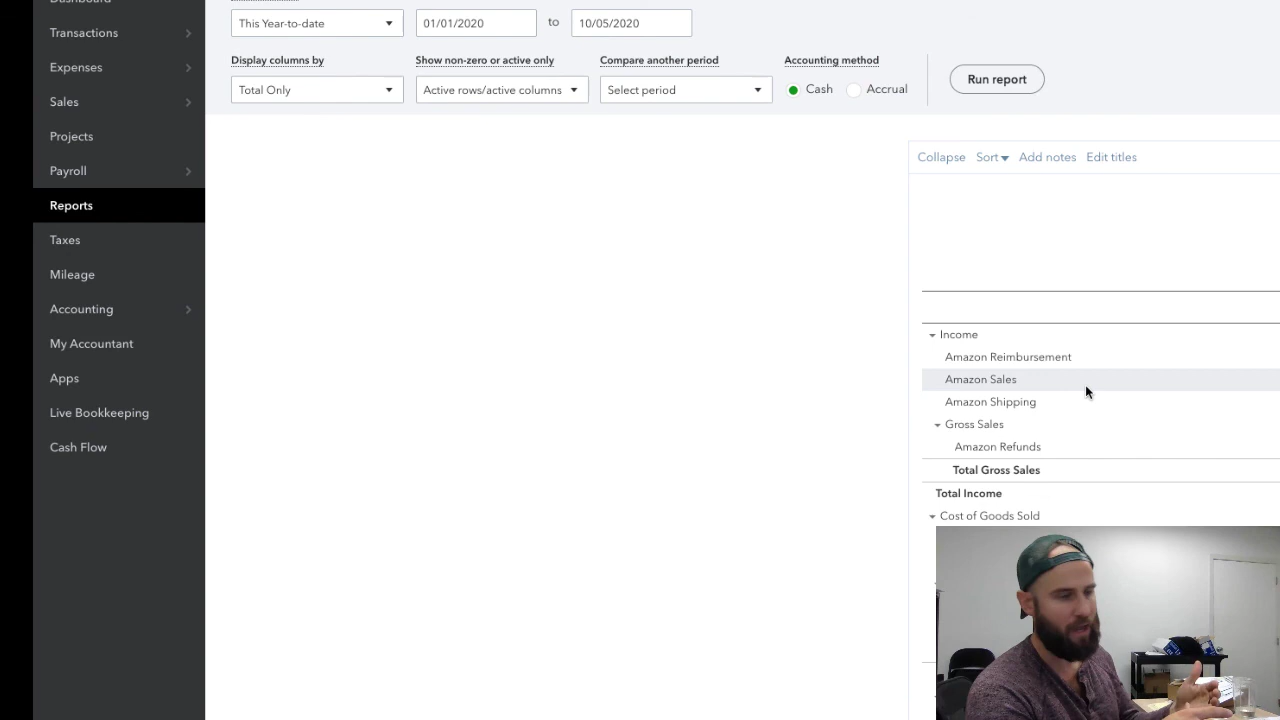 Dashboard
Transactions
Expenses
Sales
Projects
Payroll
Reports
Taxes
Mileage
Accounting
My Accountant
Apps
Live Bookkeeping
Cash Flow
This Year-to-date
01/01/2020
to
10/05/2020
Display columns by
Show non-zero or active only
Compare another period
Accounting method
Total Only
Active rows/active columns
Select period
Cash
Accrual
Run report
Collapse
Sort
Add notes
Edit titles
Income
Amazon Reimbursement
Amazon Sales
Amazon Shipping
Gross Sales
Amazon Refunds
Total Gross Sales
Total Income
Cost of Goods Sold